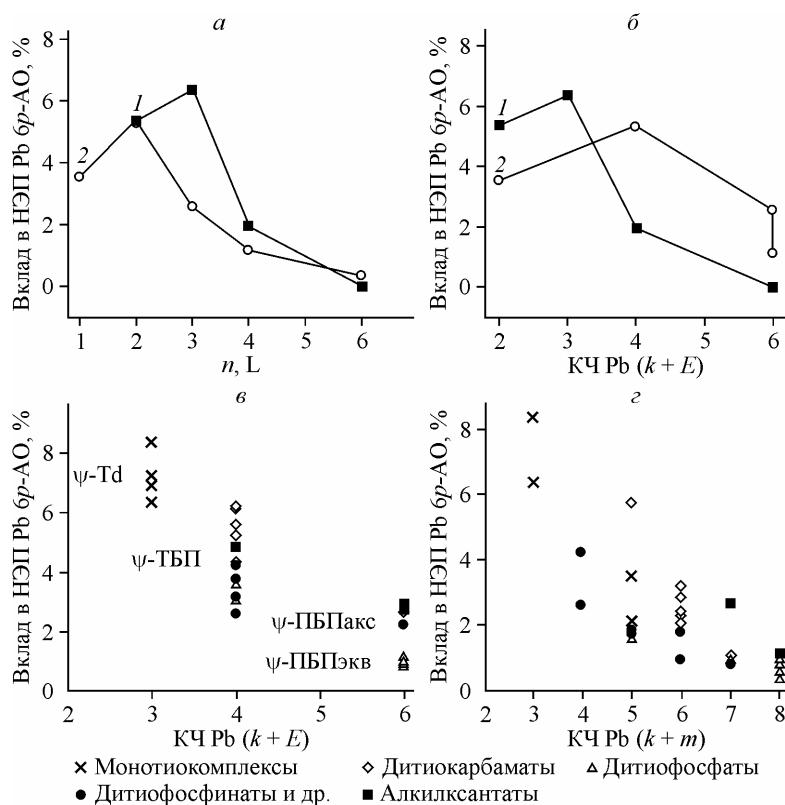 а
Вклад в НЭП Pb 6p-АО, %
8
6
4
2
0
1
2
1
2
3
4
5
6
n, L
б
Вклад в НЭП Pb 6p-АО, %
8
6
4
2
0
1
2
2
3
4
5
6
КЧ Pb (k + E)
в
Вклад в НЭП Pb 6p-АО, %
8
6
4
2
0
ψ-Td
ψ-ТБП
ψ-ПБПакс
ψ-ПБПэкв
2
3
4
5
6
КЧ Pb (k + E)
г
Вклад в НЭП Pb 6p-АО, %
8
6
4
2
0
2
3
4
5
6
7
8
КЧ Pb (k + m)
× Монотиокомплексы ◇ Дитиокарбаматы △ Дитиофосфаты
● Дитиофосфинаты и др. ■ Алкилксантаты